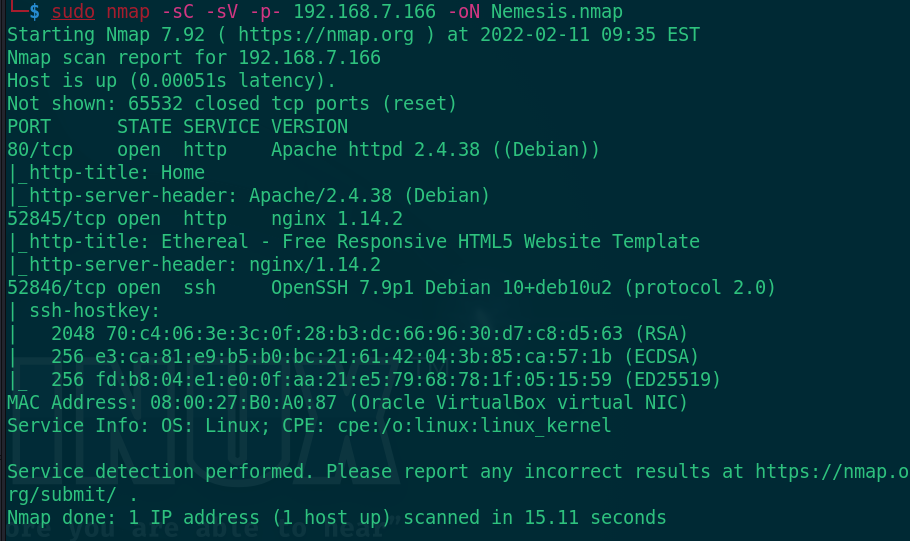 └─$ sudo nmap -sC -sV -p- 192.168.7.166 -oN Nemesis.nmap
Starting Nmap 7.92 ( https://nmap.org ) at 2022-02-11 09:35 EST
Nmap scan report for 192.168.7.166
Host is up (0.00051s latency).
Not shown: 65532 closed tcp ports (reset)
PORT      STATE SERVICE VERSION
80/tcp    open  http    Apache httpd 2.4.38 ((Debian))
|_http-title: Home
|_http-server-header: Apache/2.4.38 (Debian)
52845/tcp open  http    nginx 1.14.2
|_http-title: Ethereal - Free Responsive HTML5 Website Template
|_http-server-header: nginx/1.14.2
52846/tcp open  ssh     OpenSSH 7.9p1 Debian 10+deb10u2 (protocol 2.0)
| ssh-hostkey:
|   2048 70:c4:06:3e:3c:0f:28:b3:dc:66:96:30:d7:c8:d5:63 (RSA)
|   256 e3:ca:81:e9:b5:b0:bc:21:61:42:04:3b:85:ca:57:1b (ECDSA)
|_  256 fd:b8:04:e1:e0:0f:aa:21:e5:79:68:78:1f:05:15:59 (ED25519)
MAC Address: 08:00:27:B0:A0:87 (Oracle VirtualBox virtual NIC)
Service Info: OS: Linux; CPE: cpe:/o:linux:linux_kernel
Service detection performed. Please report any incorrect results at https://nmap.o
rg/submit/ .
Nmap done: 1 IP address (1 host up) scanned in 15.11 seconds
you are able to hear"